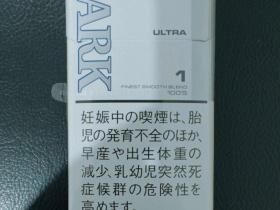 ARK
ULTRA
1
FINEST SMOOTH BLEND
100'S
妊娠中の喫煙は、胎
児の発育不全のほか、
早産や出生体重の
減少、乳幼児突然死
症候群の危険性を
高めます。